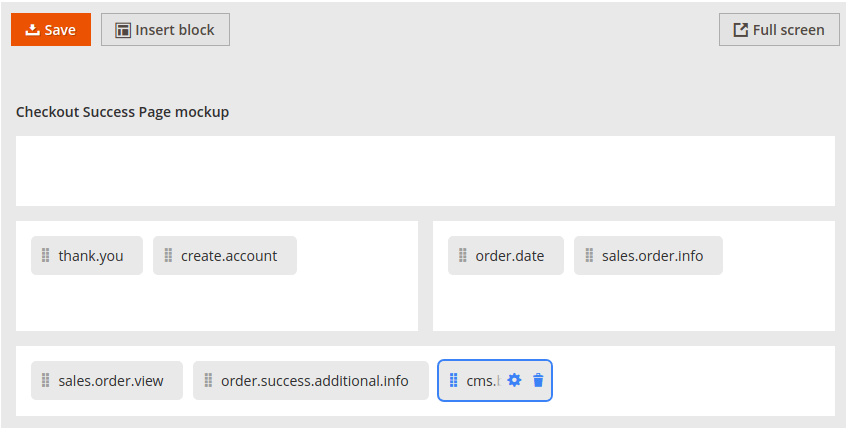 Save Insert block Full screen
Checkout Success Page mockup
thank.you create.account order.date sales.order.info
sales.order.view order.success.additional.info cms.